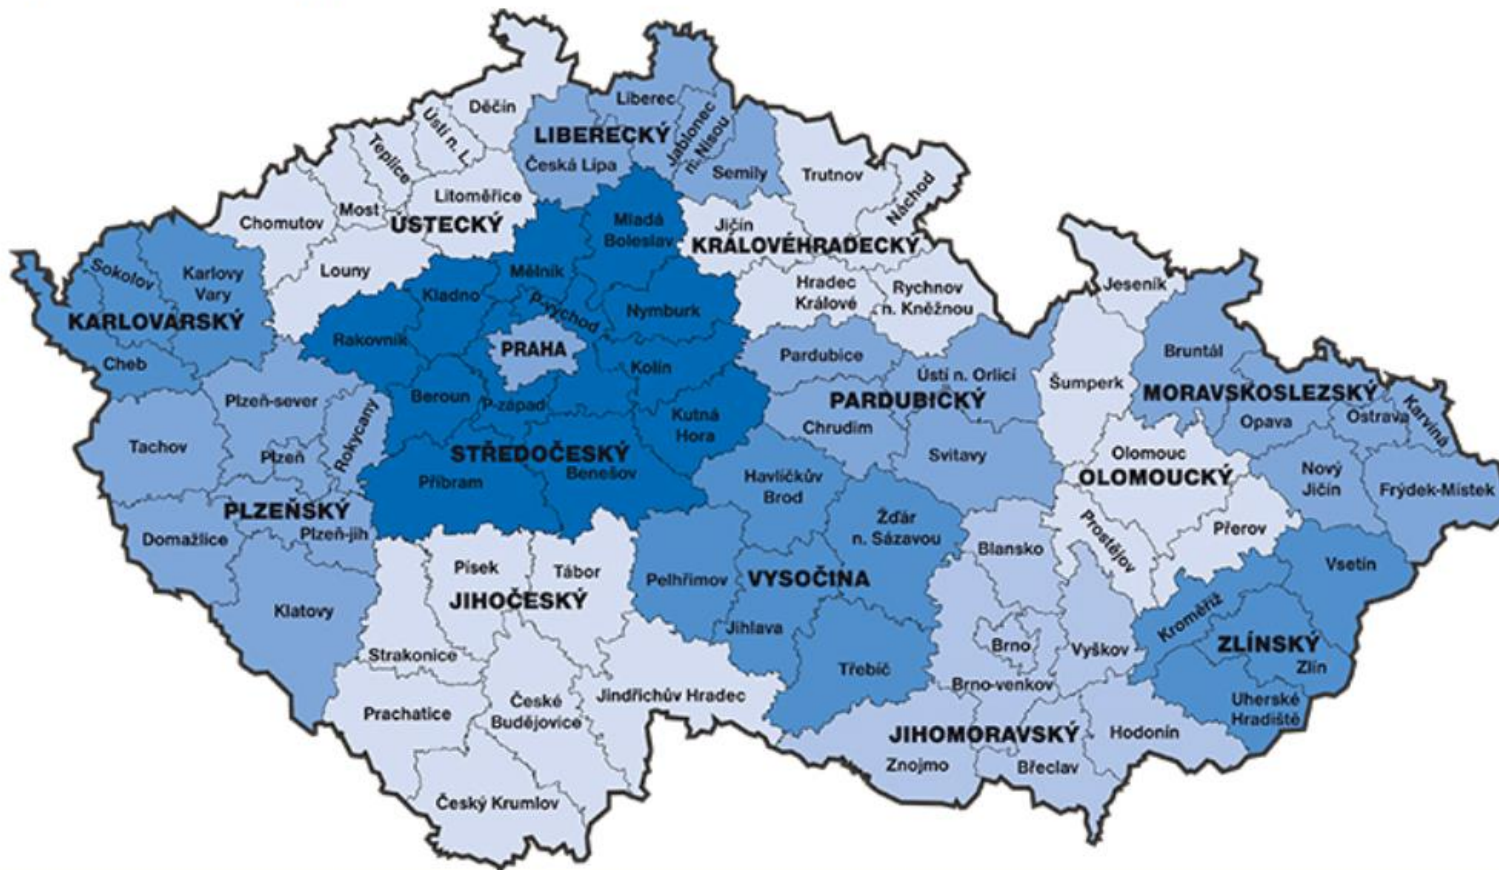 Děčín
Ústí n. L.
Teplice
Liberec
LIBERECKÝ
Jablonec
n. Nisou
Česká Lípa
Semily
Trutnov
Náchod
Litoměřice
Most
Chomutov
ÚSTECKÝ
Louny
Mladá
Boleslav
Jičín
KRÁLOVÉHRADECKÝ
Sokolov
Karlovy
Vary
KARLOVARSKÝ
Cheb
Mělník
Kladno
P-východ
Nymburk
Hradec
Králové
Rychnov
n. Kněžnou
Jeseník
Rakovník
PRAHA
Kolín
Pardubice
Ústí n. Orlicí
PARDUBICKÝ
Chrudim
Svitavy
Šumperk
Bruntál
MORAVSKOSLEZSKÝ
Opava
Ostrava
Karviná
Beroun
P-západ
Kutná
Hora
Plzeň-sever
Rokycany
Tachov
Plzeň
STŘEDOČESKÝ
Příbram
Benešov
Havlíčkův
Brod
Olomouc
OLOMOUCKÝ
Nový
Jičín
Frýdek-Místek
PLZEŇSKÝ
Plzeň-jih
Domažlice
Žďár
n. Sázavou
Blansko
Prostějov
Přerov
Vsetín
Klatovy
Písek
Tábor
JIHOČESKÝ
Pelhřimov
VYSOČINA
Jihlava
Třebíč
Kroměříž
ZLÍNSKÝ
Zlín
Uherské
Hradiště
Strakonice
Prachatice
České
Budějovice
Jindřichův Hradec
Brno
Vyškov
Brno-venkov
JIHOMORAVSKÝ
Hodonín
Znojmo
Břeclav
Český Krumlov